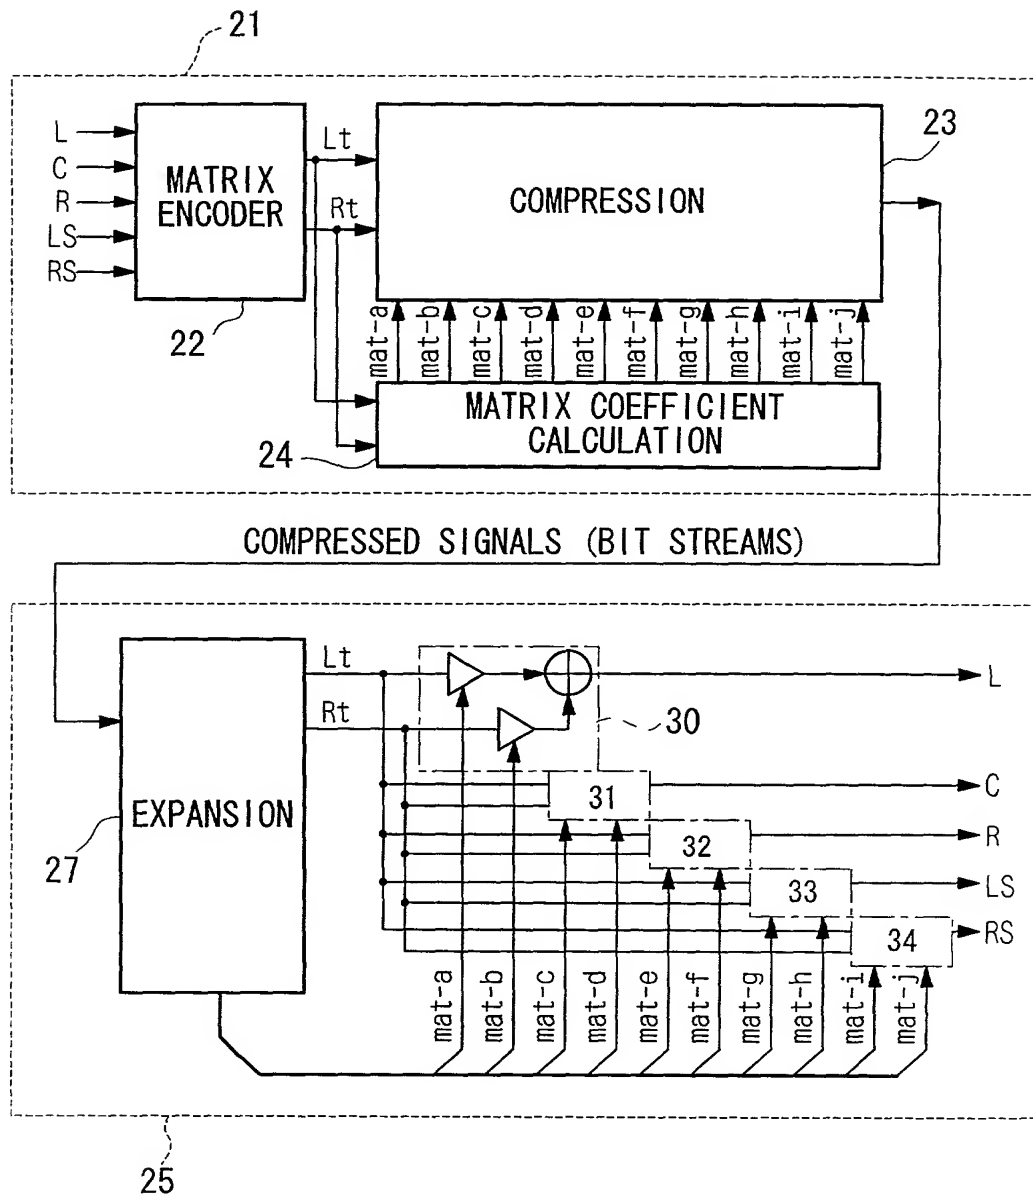 21
L
C
R
LS
RS
MATRIX
ENCODER
22
Lt
Rt
COMPRESSION
23
mat-a
mat-b
mat-c
mat-d
mat-e
mat-f
mat-g
mat-h
mat-i
mat-j
MATRIX COEFFICIENT
CALCULATION
24
COMPRESSED SIGNALS (BIT STREAMS)
EXPANSION
27
Lt
Rt
30
31
32
33
34
L
C
R
LS
RS
mat-a
mat-b
mat-c
mat-d
mat-e
mat-f
mat-g
mat-h
mat-i
mat-j
25